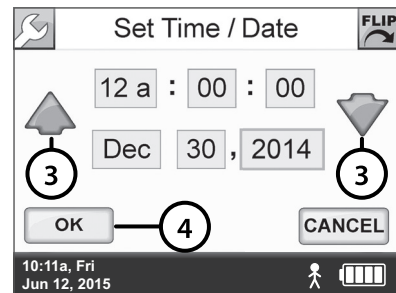 Set Time / Date
FLIP
12 a : 00 : 00
Dec 30 , 2014
3
3
OK
4
CANCEL
10:11a, Fri
Jun 12, 2015